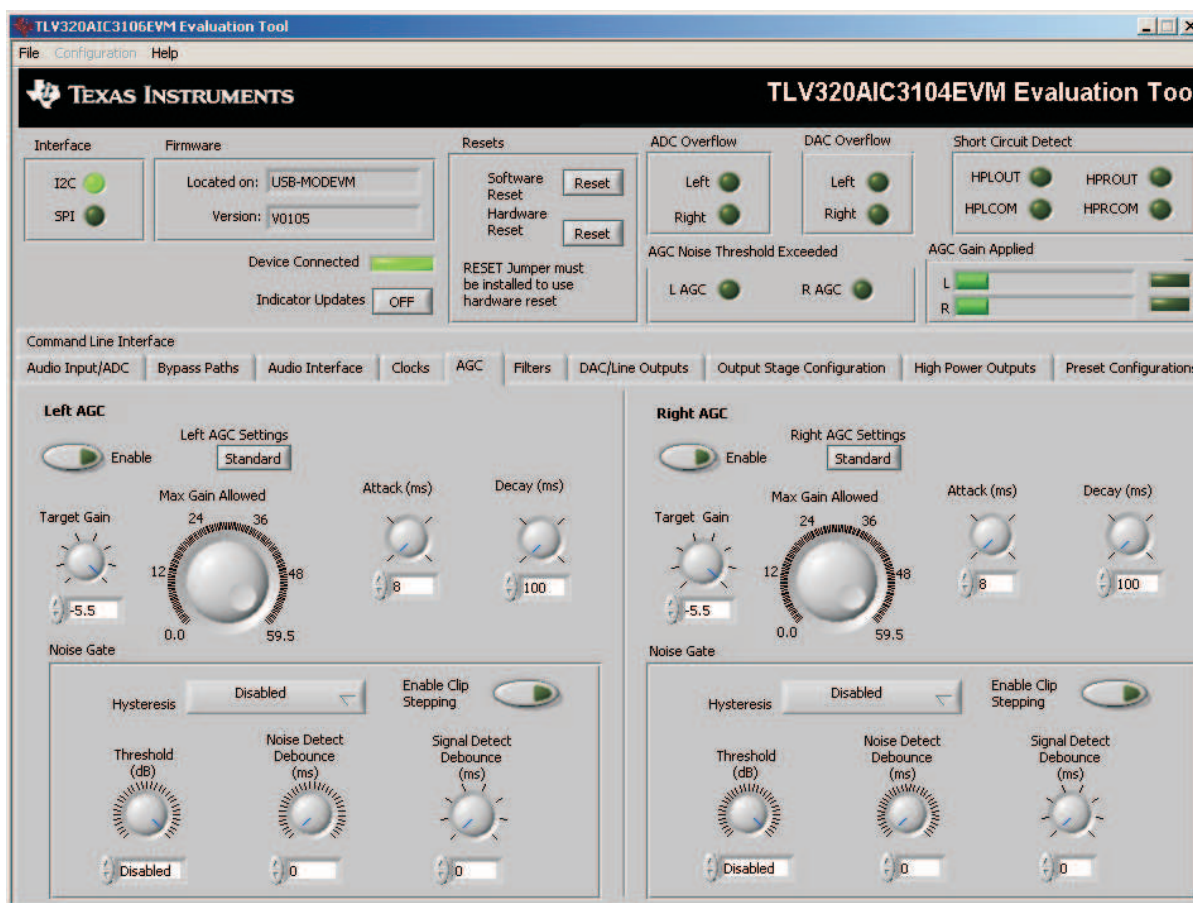 TLV320AIC3106EVM Evaluation Tool
File Configuration Help
TEXAS INSTRUMENTS
TLV320AIC3104EVM Evaluation Too
Interface
I2C
SPI
Firmware
Located on: USB-MODEVM
Version: V0105
Device Connected
Indicator Updates OFF
Resets
Software Reset Reset
Hardware Reset Reset
RESET Jumper must
be installed to use
hardware reset
ADC Overflow
Left
Right
DAC Overflow
Left
Right
Short Circuit Detect
HPLOUT HPROUT
HPLCOM HPRCOM
AGC Noise Threshold Exceeded
L AGC R AGC
AGC Gain Applied
L
R
Command Line Interface
Audio Input/ADC Bypass Paths Audio Interface Clocks AGC Filters DAC/Line Outputs Output Stage Configuration High Power Outputs Preset Configurations
Left AGC
Enable
Left AGC Settings
Standard
Target Gain
-5.5
Max Gain Allowed
24 36
12 48
0.0 59.5
Attack (ms)
8
Decay (ms)
100
Noise Gate
Hysteresis Disabled
Enable Clip
Stepping
Threshold
(dB)
Disabled
Noise Detect
Debounce
(ms)
0
Signal Detect
Debounce
(ms)
0
Right AGC
Enable
Right AGC Settings
Standard
Target Gain
-5.5
Max Gain Allowed
24 36
12 48
0.0 59.5
Attack (ms)
8
Decay (ms)
100
Noise Gate
Hysteresis Disabled
Enable Clip
Stepping
Threshold
(dB)
Disabled
Noise Detect
Debounce
(ms)
0
Signal Detect
Debounce
(ms)
0